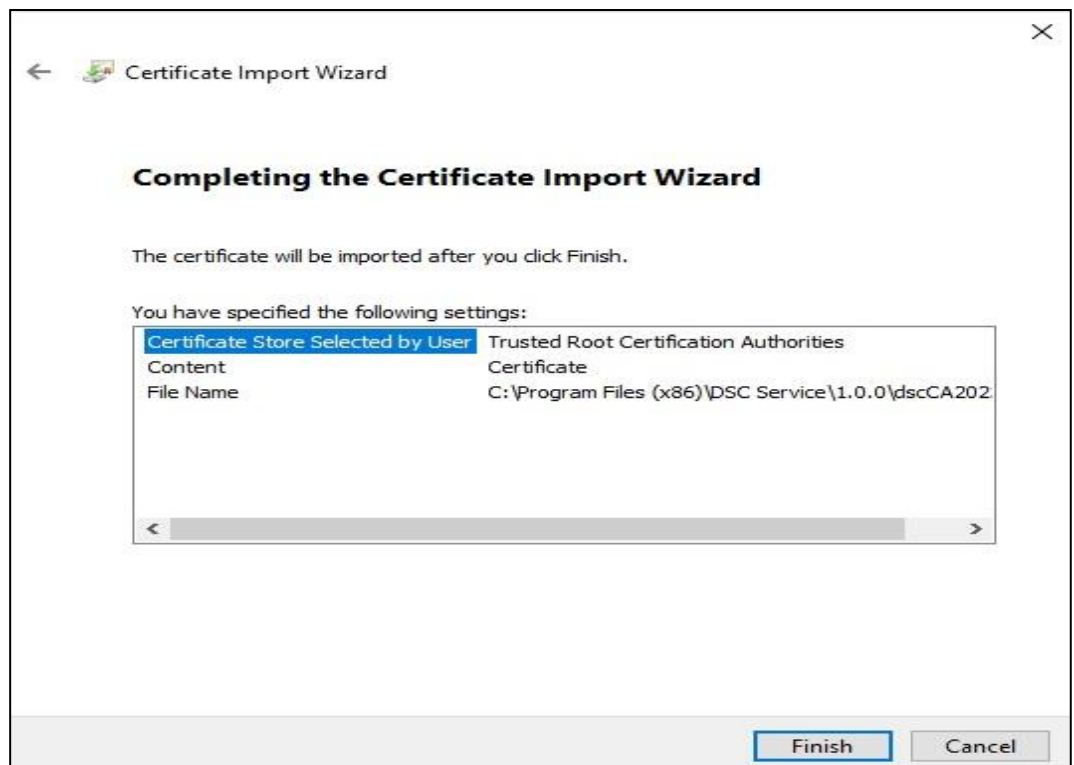 Certificate Import Wizard
Completing the Certificate Import Wizard
The certificate will be imported after you click Finish.
You have specified the following settings:
Certificate Store Selected by User Trusted Root Certification Authorities
Content Certificate
File Name C:\Program Files (x86)\DSC Service\1.0.0\dscCA202
Finish Cancel